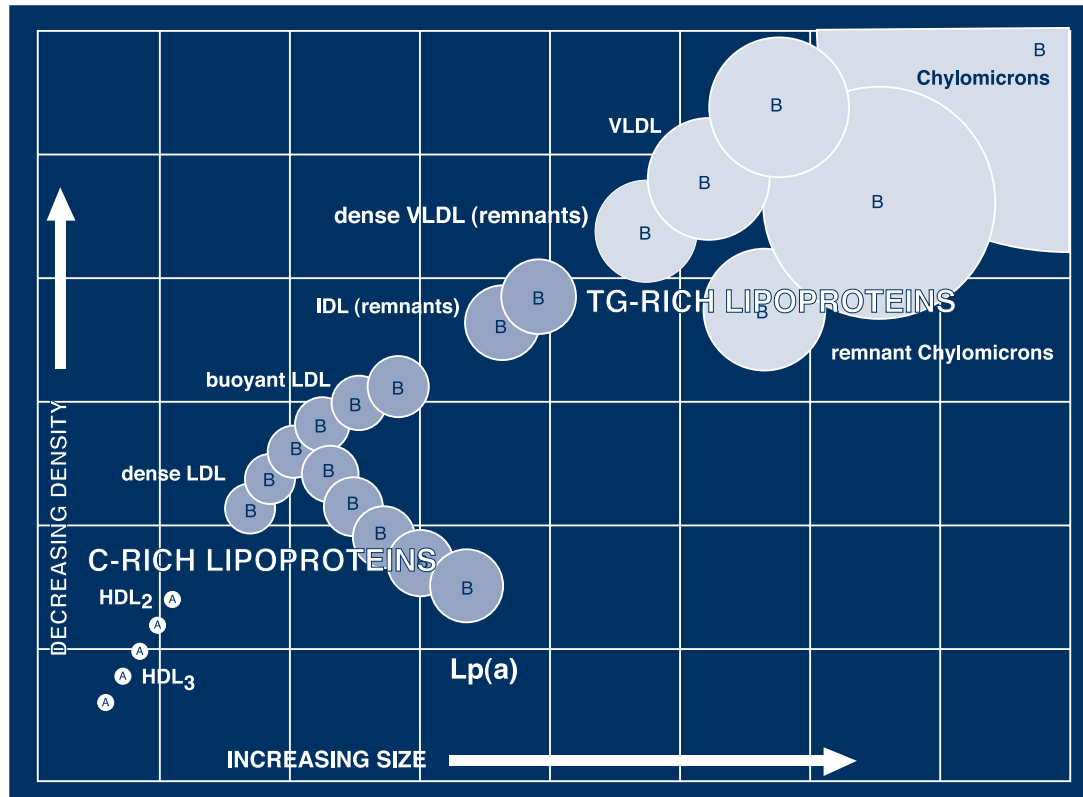 B
Chylomicrons
B
VLDL
B
B
dense VLDL (remnants)
B
B
IDL (remnants)
B
TG-RICH LIPOPROTEINS
B
B
remnant Chylomicrons
buoyant LDL
B
B
B
B
dense LDL
B
B
B
B
B
C-RICH LIPOPROTEINS
B
HDL2
A
A
A
HDL3
A
A
Lp(a)
DECREASING DENSITY
INCREASING SIZE